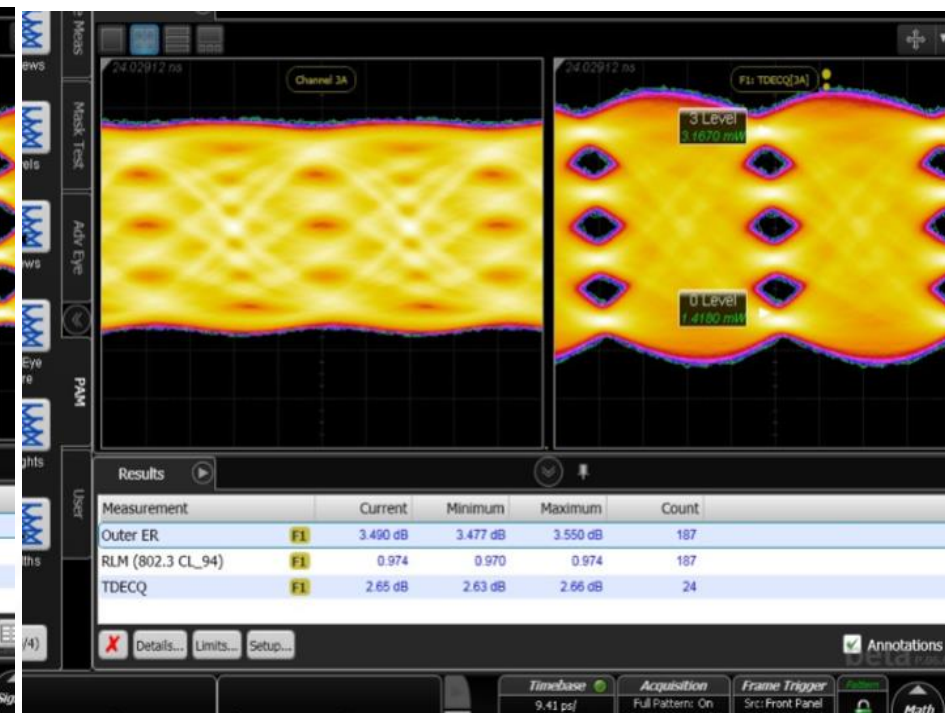 e Meas
ews
Mask Test
els
Adv Eye
ws
Eye
re
PAM
ghts
User
ths
/4)
24.02912 ns
Channel 3A
24.02912 ns
F1: TDECQ[3A]
3 Level
3.1670 mW
0 Level
1.4180 mW
Results
Measurement Current Minimum Maximum Count
Outer ER F1 3.490 dB 3.477 dB 3.550 dB 187
RLM (802.3 CL_94) F1 0.974 0.970 0.974 187
TDECQ F1 2.65 dB 2.63 dB 2.66 dB 24
Details... Limits... Setup...
Annotations
beta
Sig
Timebase
9.41 ps/
Acquisition
Full Pattern: On
Frame Trigger
Src: Front Panel
Pattern
Math